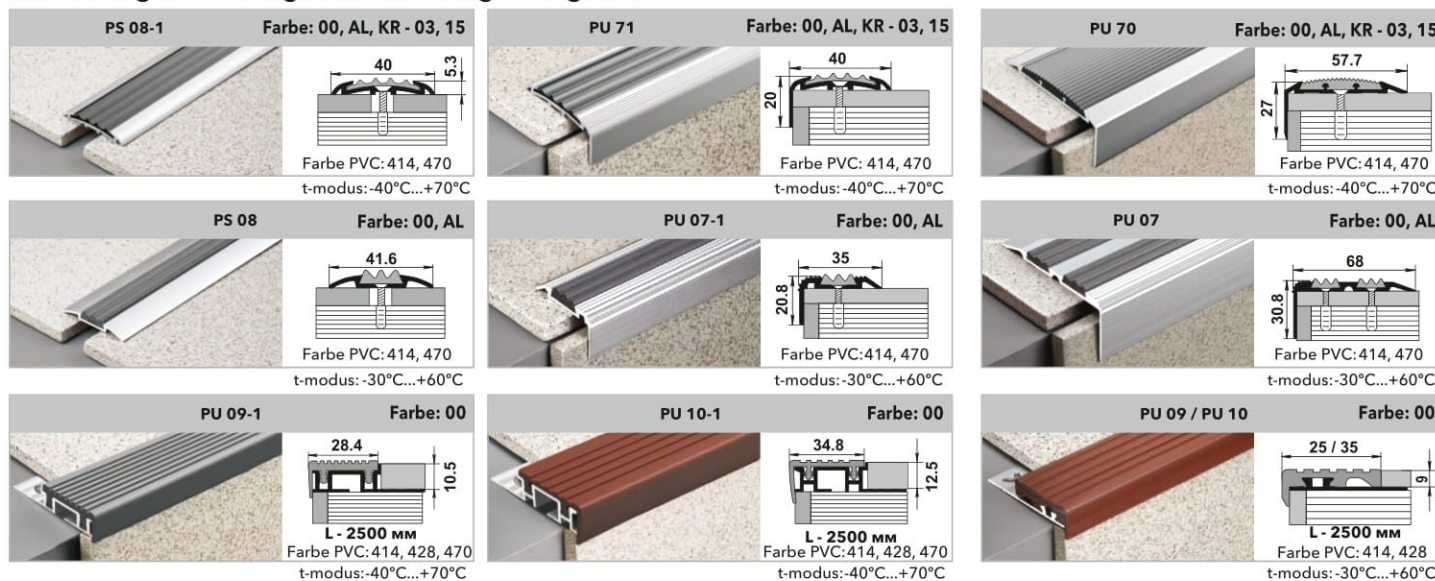 PS 08-1 Farbe: 00, AL, KR - 03, 15
40
5.3
Farbe PVC: 414, 470
t-modus:-40°C...+70°C
PU 71 Farbe: 00, AL, KR - 03, 15
40
20
Farbe PVC: 414, 470
t-modus:-40°C...+70°C
PU 70 Farbe: 00, AL, KR - 03, 15
57.7
27
Farbe PVC: 414, 470
t-modus:-40°C...+70°C
PS 08 Farbe: 00, AL
41.6
Farbe PVC: 414, 470
t-modus: -30°C...+60°C
PU 07-1 Farbe: 00, AL
35
20.8
Farbe PVC: 414, 470
t-modus:-30°C...+60°C
PU 07 Farbe: 00, AL
68
30.8
Farbe PVC: 414, 470
t-modus:-30°C...+60°C
PU 09-1 Farbe: 00
28.4
10.5
L - 2500 мм
Farbe PVC: 414, 428, 470
t-modus:-40°C...+70°C
PU 10-1 Farbe: 00
34.8
12.5
L - 2500 мм
Farbe PVC: 414, 428, 470
t-modus:-40°C...+70°C
PU 09 / PU 10 Farbe: 00
25 / 35
9
L - 2500 мм
Farbe PVC: 414, 428
t-modus:-30°C...+60°C